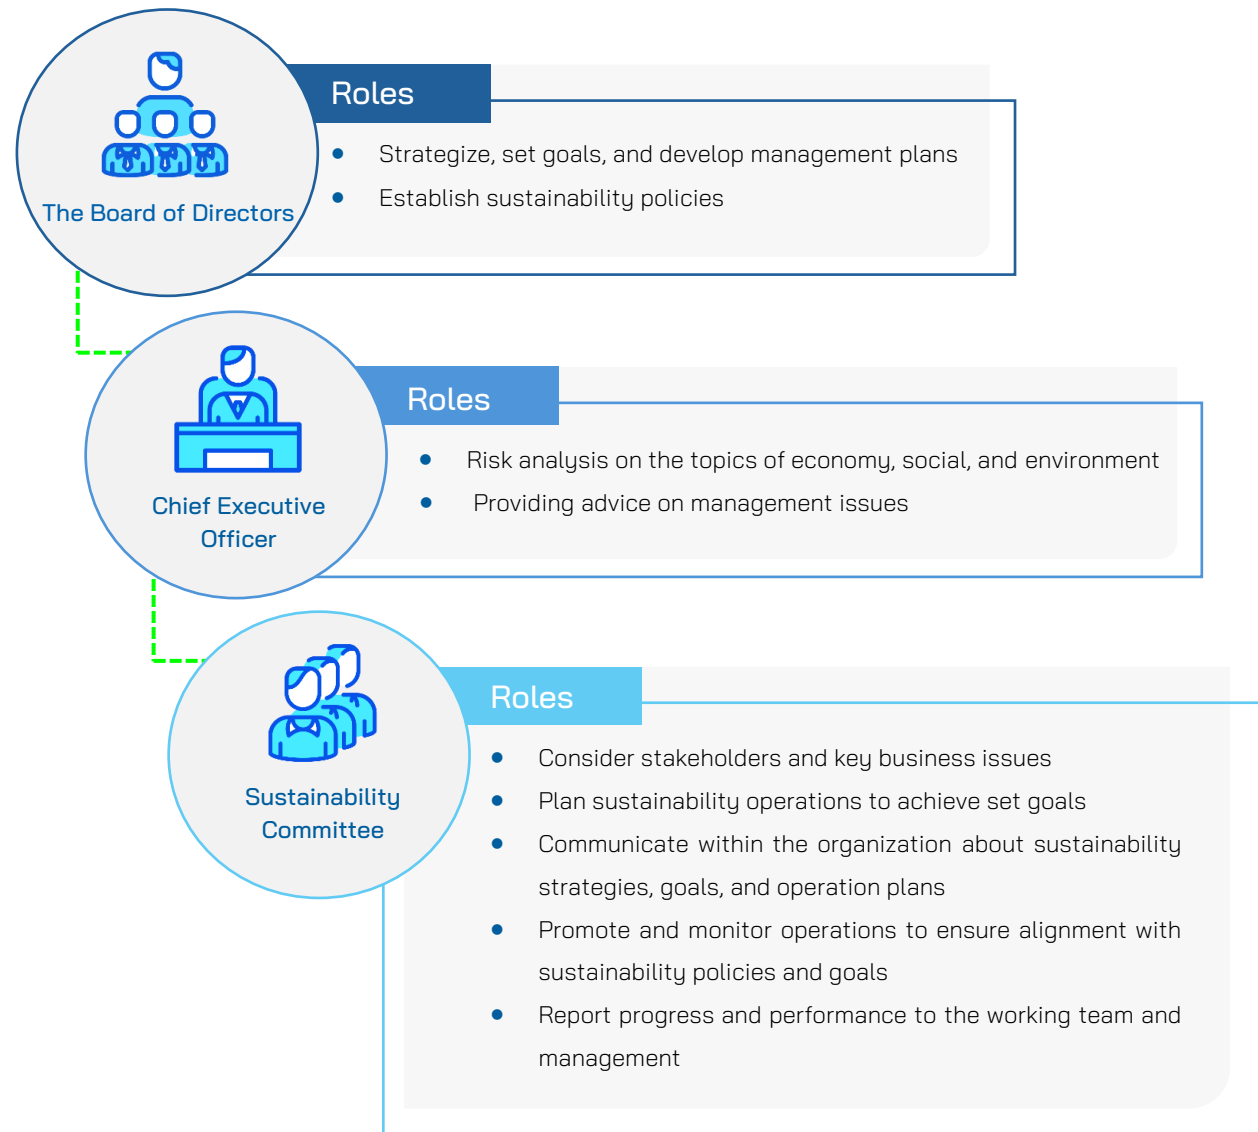 Roles
• Strategize, set goals, and develop management plans
• Establish sustainability policies
The Board of Directors
Roles
• Risk analysis on the topics of economy, social, and environment
• Providing advice on management issues
Chief Executive
Officer
Roles
• Consider stakeholders and key business issues
• Plan sustainability operations to achieve set goals
• Communicate within the organization about sustainability
strategies, goals, and operation plans
• Promote and monitor operations to ensure alignment with
sustainability policies and goals
• Report progress and performance to the working team and
management
Sustainability
Committee